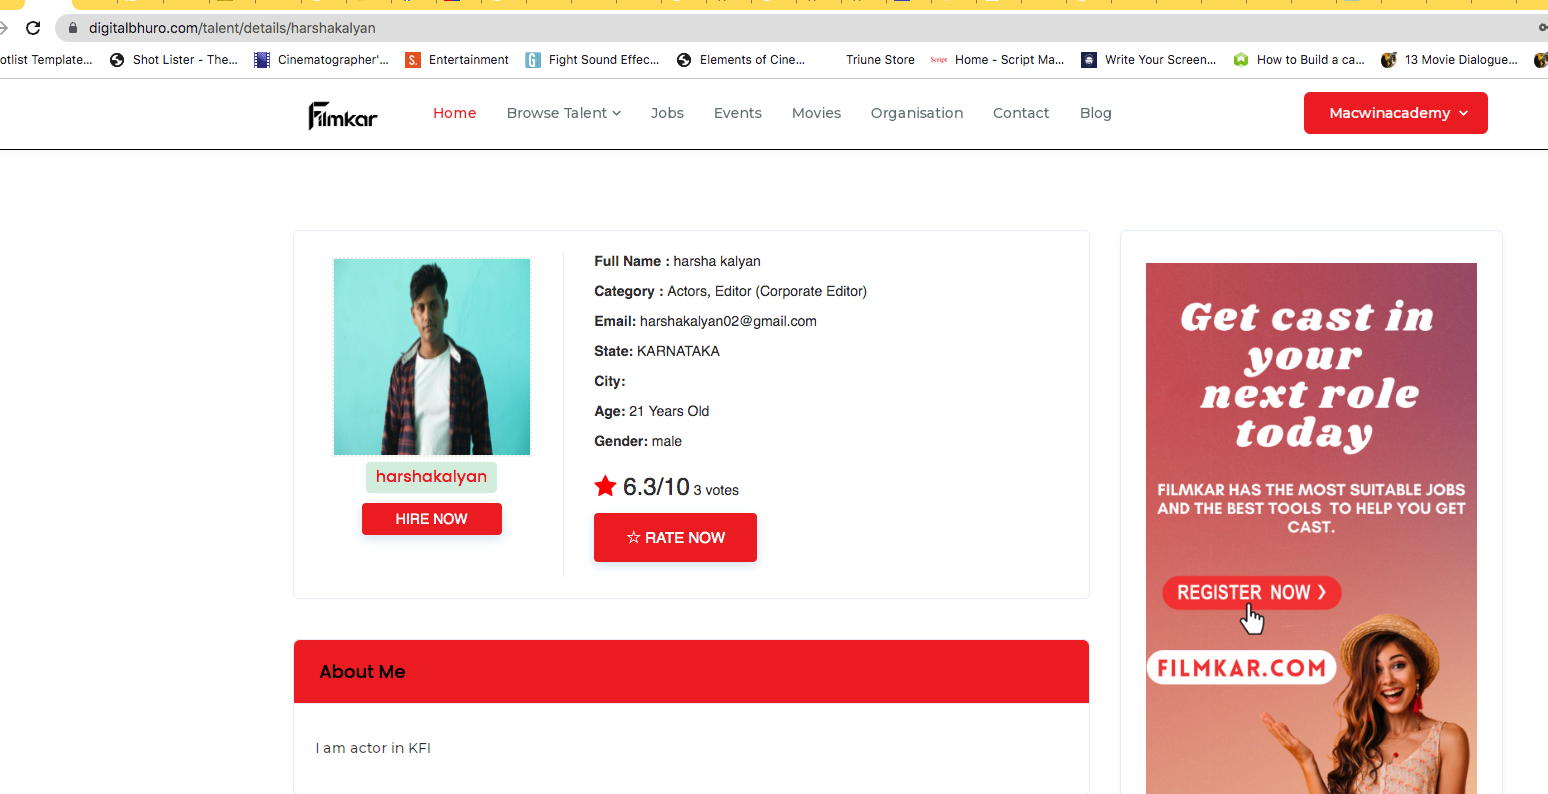 digitalbhuro.com/talent/details/harshakalyan
otlist Template... Shot Lister - The... Cinematographer'... S. Entertainment G Fight Sound Effec... Elements of Cine... Triune Store Script Home - Script Ma... Write Your Screen... How to Build a ca... 13 Movie Dialogue...
Filmkar Home Browse Talent Jobs Events Movies Organisation Contact Blog Macwinacademy
Full Name : harsha kalyan
Category : Actors, Editor (Corporate Editor)
Email: harshakalyan02@gmail.com
State: KARNATAKA
City:
Age: 21 Years Old
Gender: male
harshakalyan
HIRE NOW
6.3/10 3 votes
☆ RATE NOW
About Me
I am actor in KFI
Get cast in
your
next role
today
FILMKAR HAS THE MOST SUITABLE JOBS
AND THE BEST TOOLS TO HELP YOU GET
CAST.
REGISTER NOW ❯
FILMKAR.COM